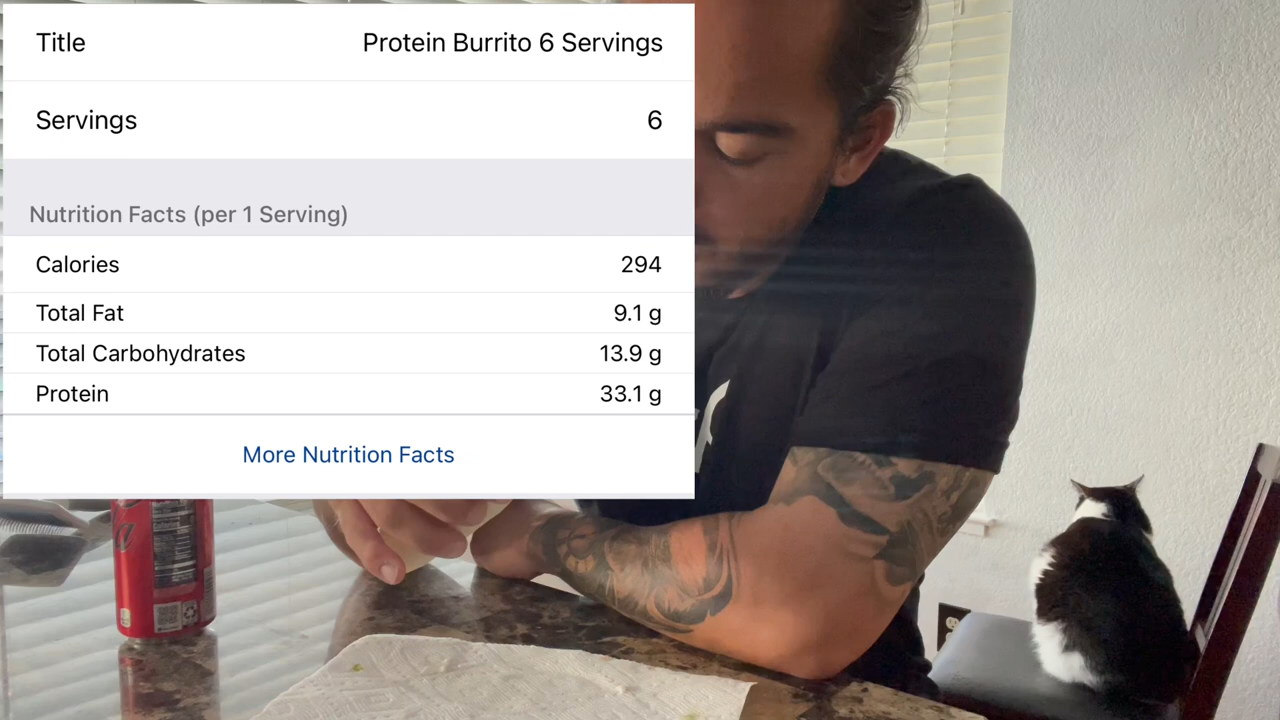 Title Protein Burrito 6 Servings
Servings 6
Nutrition Facts (per 1 Serving)
Calories 294
Total Fat 9.1 g
Total Carbohydrates 13.9 g
Protein 33.1 g
More Nutrition Facts